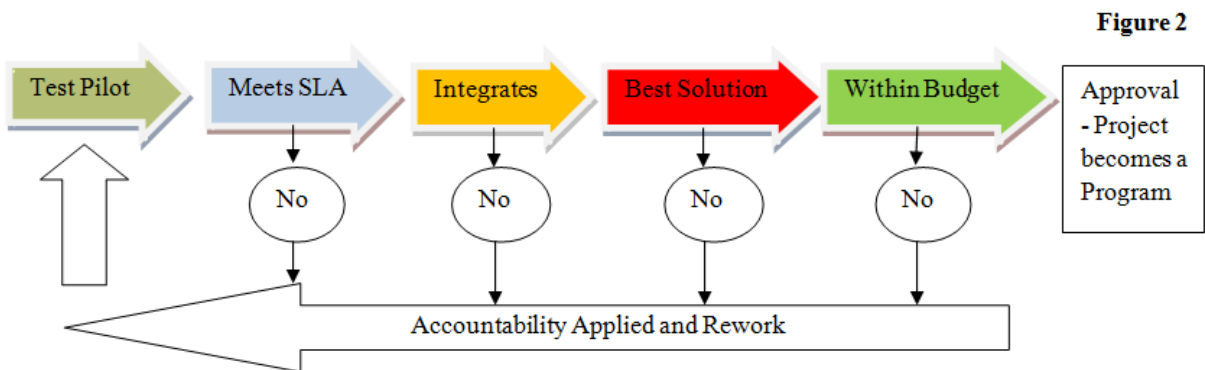 Figure 2
Test Pilot
Meets SLA
Integrates
Best Solution
Within Budget
Approval
- Project
becomes a
Program
No
No
No
No
Accountability Applied and Rework